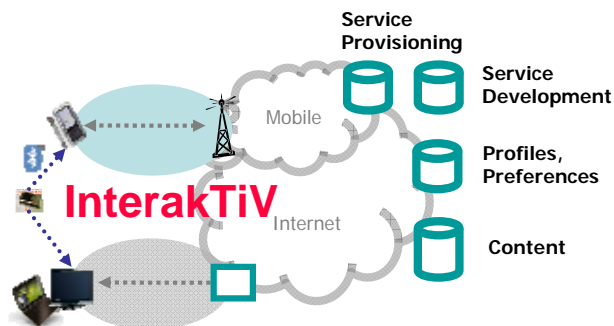 Service
Provisioning
Service
Development
Mobile
Profiles,
Preferences
InterakTiV
Internet
Content